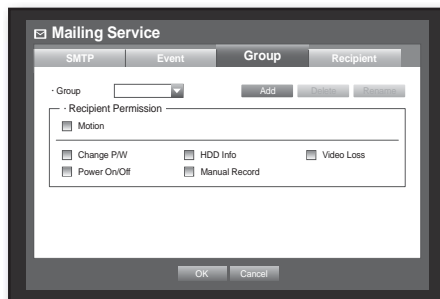 Mailing Service
SMTP Event Group Recipient
· Group Add Delete Rename
· Recipient Permission
Motion
Change P/W HDD Info Video Loss
Power On/Off Manual Record
OK Cancel